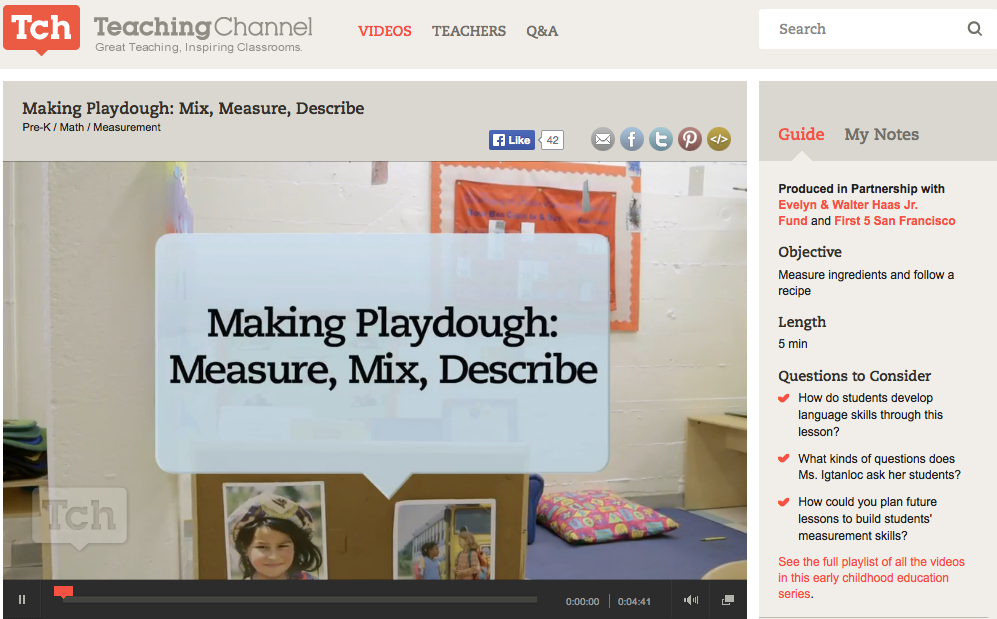 Tch
TeachingChannel
Great Teaching, Inspiring Classrooms.
VIDEOS TEACHERS Q&A
Search
Making Playdough: Mix, Measure, Describe
Pre-K / Math / Measurement
Like 42
Making Playdough:
Measure, Mix, Describe
Tch
0:00:00 0:04:41
Guide My Notes
Produced in Partnership with
Evelyn & Walter Haas Jr.
Fund and First 5 San Francisco
Objective
Measure ingredients and follow a
recipe
Length
5 min
Questions to Consider
How do students develop
language skills through this
lesson?
What kinds of questions does
Ms. Igtanloc ask her students?
How could you plan future
lessons to build students'
measurement skills?
See the full playlist of all the videos
in this early childhood education
series.